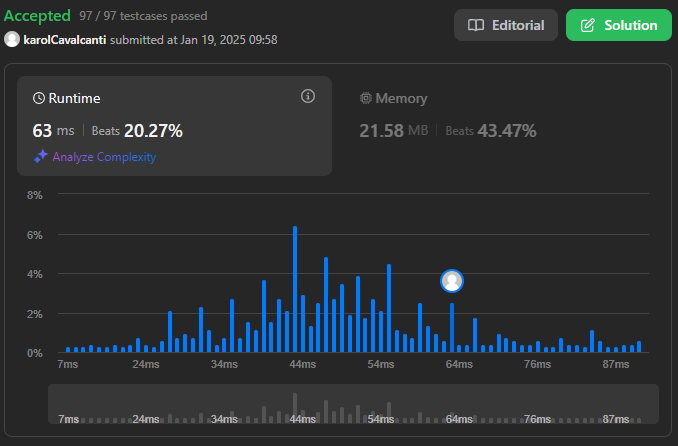 Accepted 97 / 97 testcases passed
Editorial
Solution
karolCavalcanti submitted at Jan 19, 2025 09:58
Runtime
63 ms | Beats 20.27%
Analyze Complexity
Memory
21.58 MB | Beats 43.47%
8%
6%
4%
2%
0%
7ms 24ms 34ms 44ms 54ms 64ms 76ms 87ms
7ms 24ms 34ms 44ms 54ms 64ms 76ms 87ms